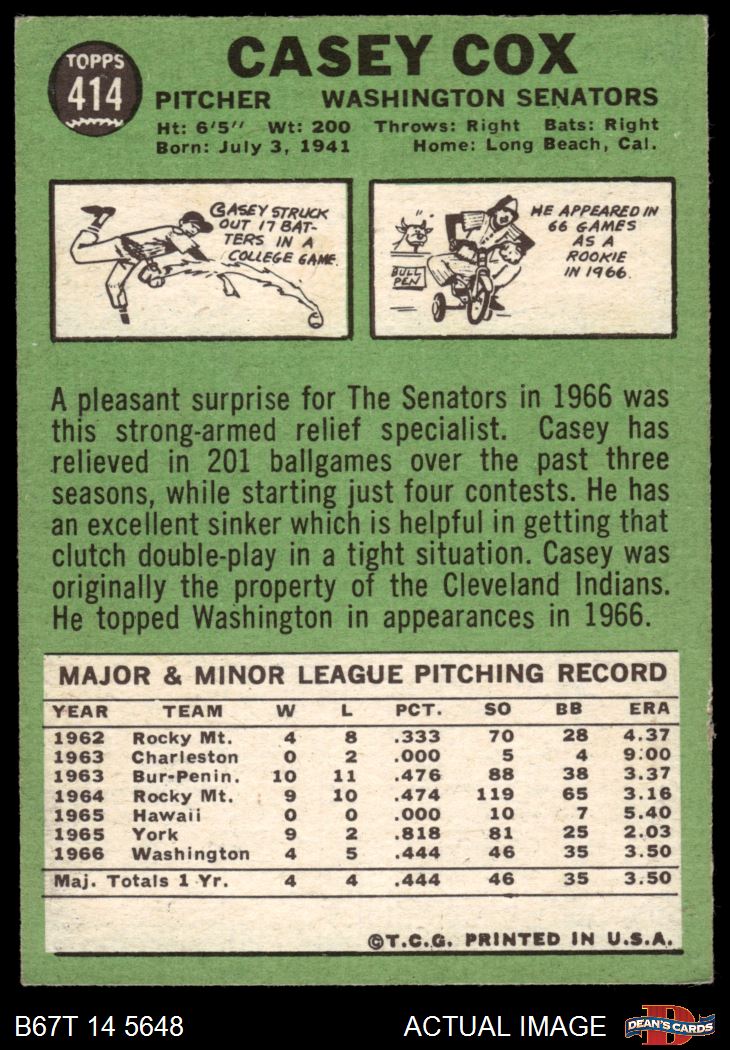 TOPPS
414
CASEY COX
PITCHER WASHINGTON SENATORS
Ht: 6'5" Wt: 200 Throws: Right Bats: Right
Born: July 3, 1941 Home: Long Beach, Cal.
CASEY STRUCK
OUT 17 BAT-
TERS IN A
COLLEGE GAME.
HE APPEARED IN
66 GAMES
AS A
ROOKIE
IN 1966.
BULL
PEN
A pleasant surprise for The Senators in 1966 was
this strong-armed relief specialist. Casey has
relieved in 201 ballgames over the past three
seasons, while starting just four contests. He has
an excellent sinker which is helpful in getting that
clutch double-play in a tight situation. Casey was
originally the property of the Cleveland Indians.
He topped Washington in appearances in 1966.
MAJOR & MINOR LEAGUE PITCHING RECORD
YEAR TEAM W L PCT. SO BB ERA
1962 Rocky Mt. 4 8 .333 70 28 4.37
1963 Charleston 0 2 .000 5 4 9.00
1963 Bur-Penin. 10 11 .476 88 38 3.37
1964 Rocky Mt. 9 10 .474 119 65 3.16
1965 Hawaii 0 0 .000 10 7 5.40
1965 York 9 2 .818 81 25 2.03
1966 Washington 4 5 .444 46 35 3.50
Maj. Totals 1 Yr. 4 4 .444 46 35 3.50
©T.C.G. PRINTED IN U.S.A.
B67T 14 5648 ACTUAL IMAGE
D
DEAN'S CARDS